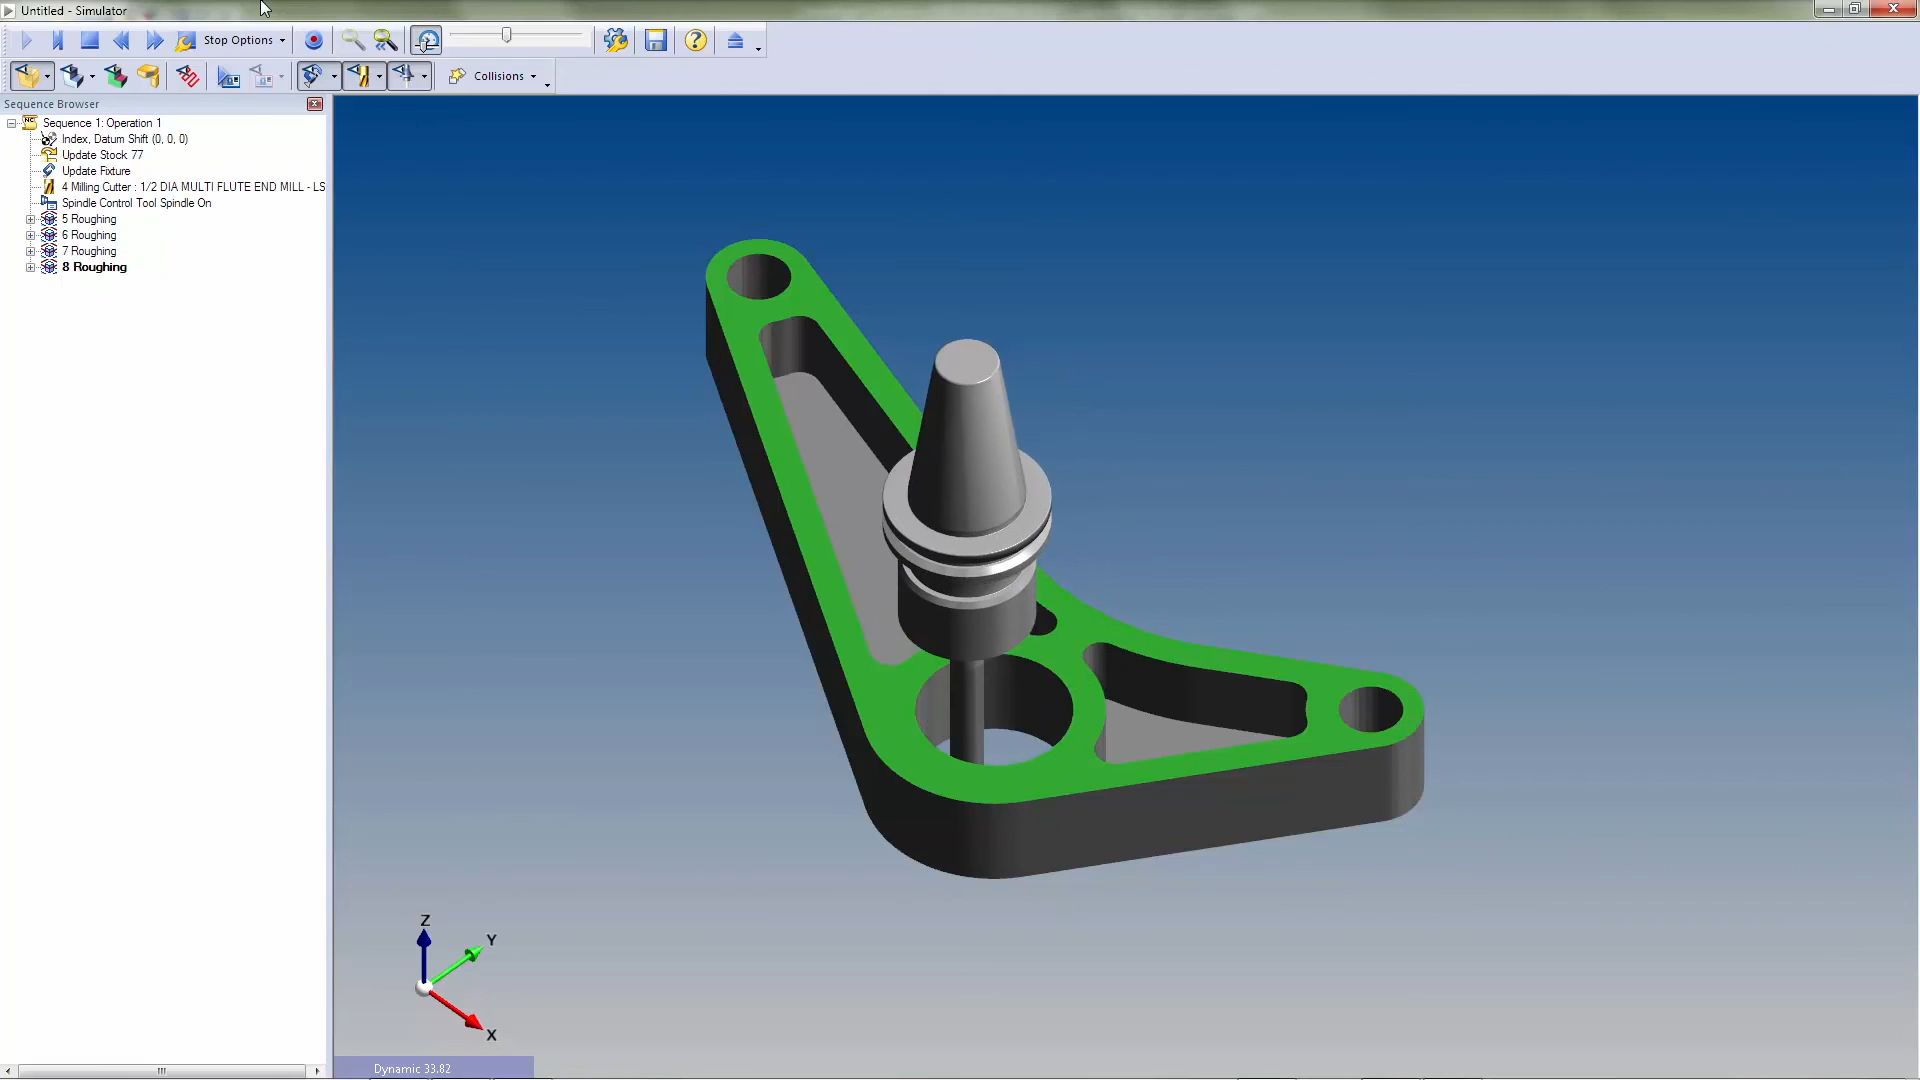 Untitled - Simulator
Stop Options
Collisions
Sequence Browser
NC
Sequence 1: Operation 1
Index, Datum Shift (0, 0, 0)
Update Stock 77
Update Fixture
4 Milling Cutter : 1/2 DIA MULTI FLUTE END MILL - LS
Spindle Control Tool Spindle On
5 Roughing
6 Roughing
7 Roughing
8 Roughing
Z
Y
X
Dynamic 33.82